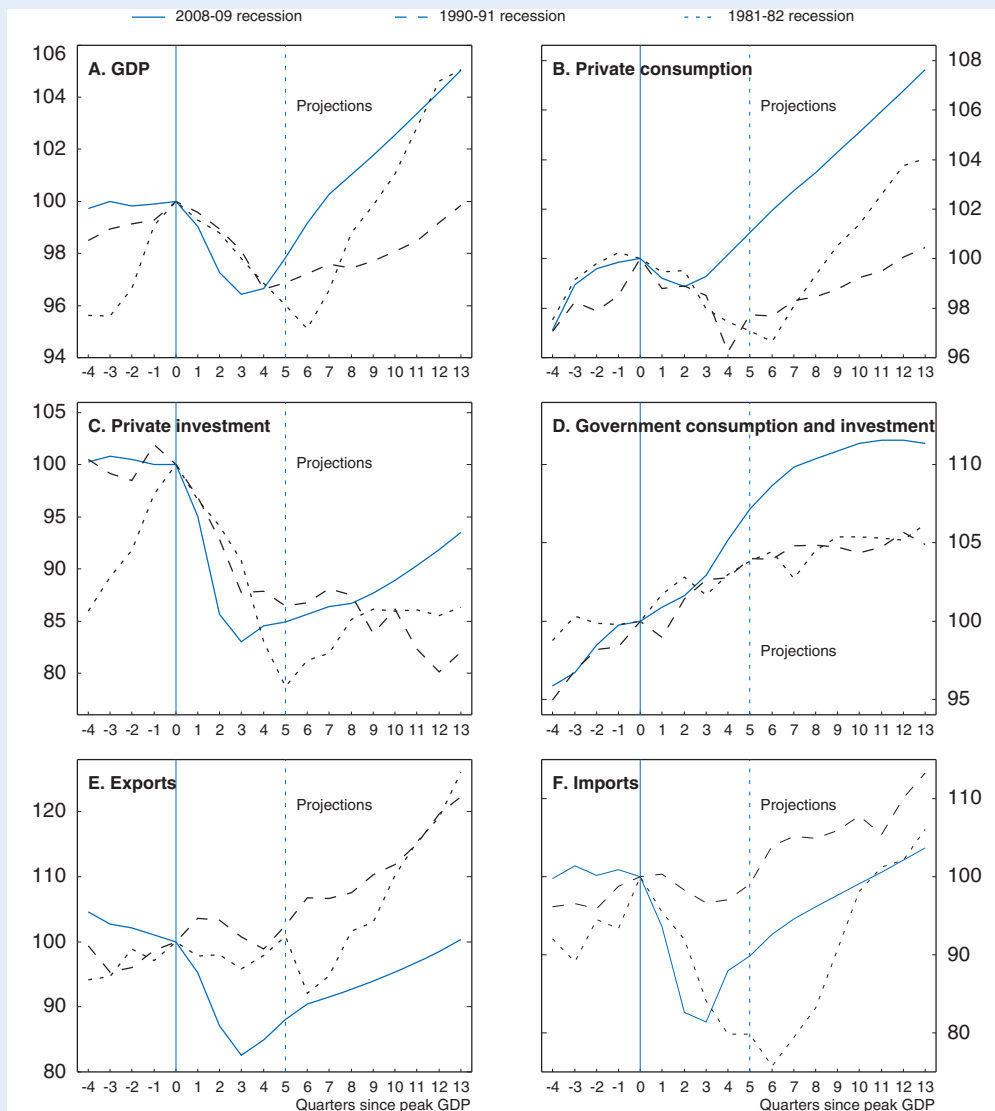 2008-09 recession 1990-91 recession 1981-82 recession
A. GDP
Projections
106
104
102
100
98
96
94
-4 -3 -2 -1 0 1 2 3 4 5 6 7 8 9 10 11 12 13
B. Private consumption
Projections
108
106
104
102
100
98
96
-4 -3 -2 -1 0 1 2 3 4 5 6 7 8 9 10 11 12 13
C. Private investment
Projections
105
100
95
90
85
80
-4 -3 -2 -1 0 1 2 3 4 5 6 7 8 9 10 11 12 13
D. Government consumption and investment
110
105
100
Projections
95
-4 -3 -2 -1 0 1 2 3 4 5 6 7 8 9 10 11 12 13
E. Exports
Projections
120
110
100
90
80
-4 -3 -2 -1 0 1 2 3 4 5 6 7 8 9 10 11 12 13
Quarters since peak GDP
F. Imports
Projections
110
100
90
80
-4 -3 -2 -1 0 1 2 3 4 5 6 7 8 9 10 11 12 13
Quarters since peak GDP